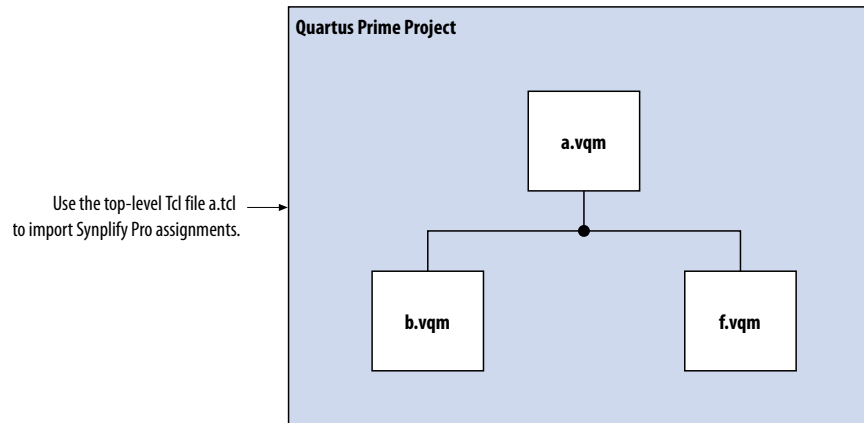 Quartus Prime Project
a.vqm
Use the top-level Tcl file a.tcl
to import Synplify Pro assignments.
b.vqm
f.vqm